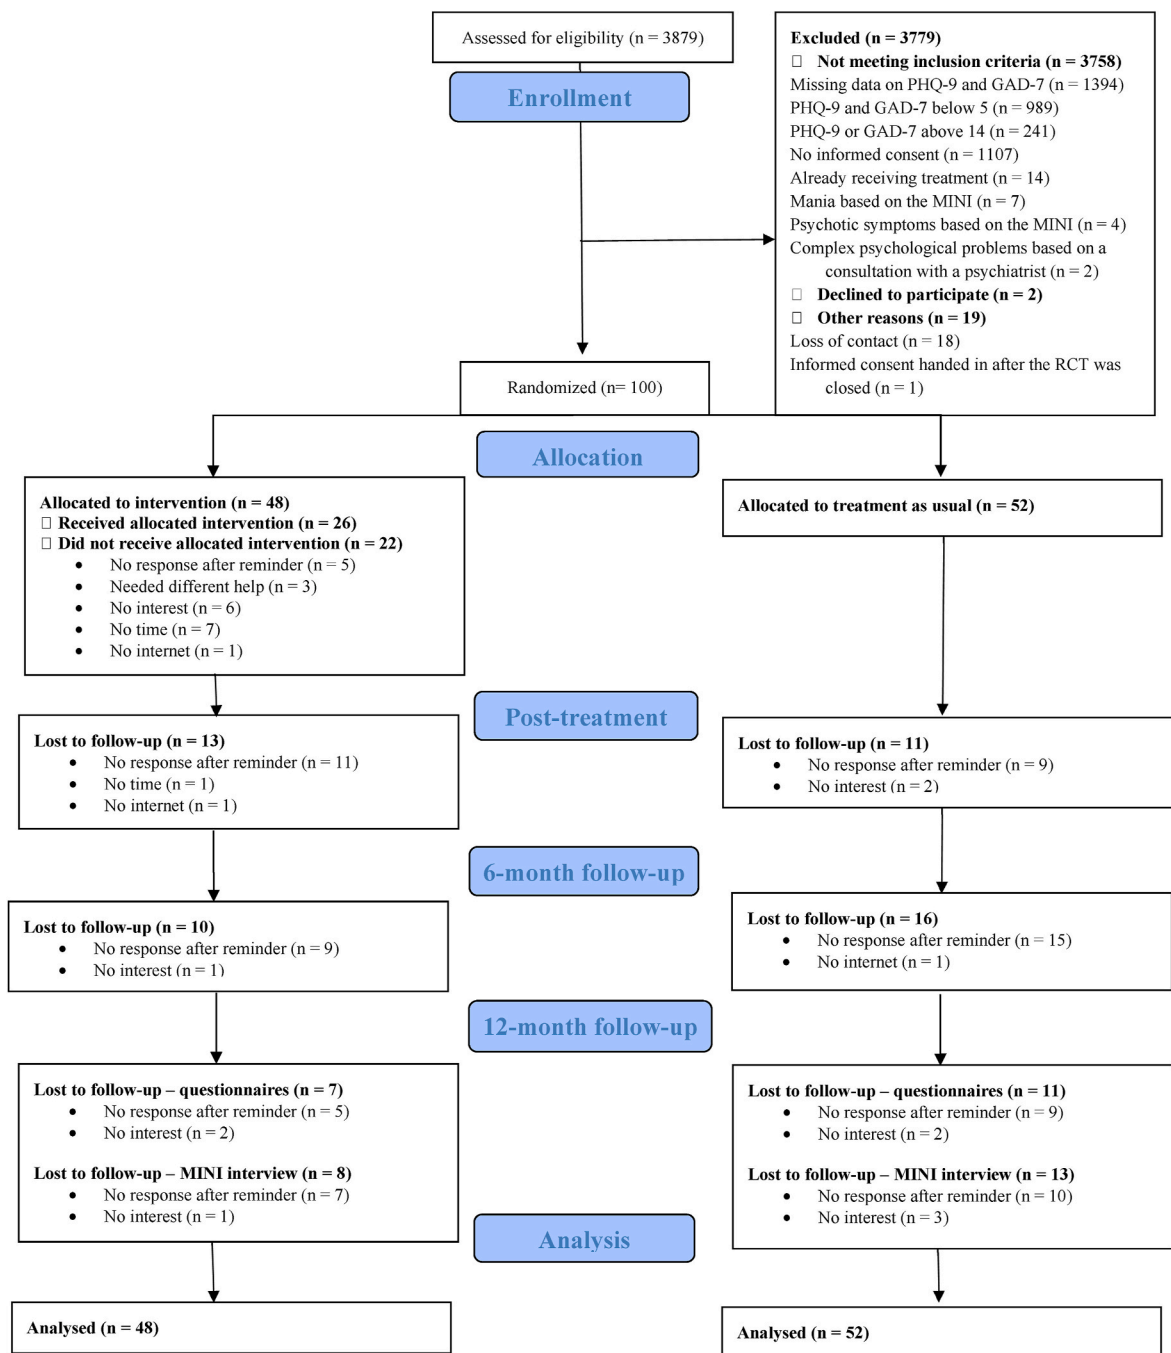 Assessed for eligibility (n = 3879)
Excluded (n = 3779)
☐ Not meeting inclusion criteria (n = 3758)
Missing data on PHQ-9 and GAD-7 (n = 1394)
PHQ-9 and GAD-7 below 5 (n = 989)
PHQ-9 or GAD-7 above 14 (n = 241)
No informed consent (n = 1107)
Already receiving treatment (n = 14)
Mania based on the MINI (n = 7)
Psychotic symptoms based on the MINI (n = 4)
Complex psychological problems based on a
consultation with a psychiatrist (n = 2)
☐ Declined to participate (n = 2)
☐ Other reasons (n = 19)
Loss of contact (n = 18)
Informed consent handed in after the RCT was
closed (n = 1)
Enrollment
Randomized (n= 100)
Allocation
Allocated to intervention (n = 48)
☐ Received allocated intervention (n = 26)
☐ Did not receive allocated intervention (n = 22)
• No response after reminder (n = 5)
• Needed different help (n = 3)
• No interest (n = 6)
• No time (n = 7)
• No internet (n = 1)
Allocated to treatment as usual (n = 52)
Post-treatment
Lost to follow-up (n = 13)
• No response after reminder (n = 11)
• No time (n = 1)
• No internet (n = 1)
Lost to follow-up (n = 11)
• No response after reminder (n = 9)
• No interest (n = 2)
6-month follow-up
Lost to follow-up (n = 10)
• No response after reminder (n = 9)
• No interest (n = 1)
Lost to follow-up (n = 16)
• No response after reminder (n = 15)
• No internet (n = 1)
12-month follow-up
Lost to follow-up – questionnaires (n = 7)
• No response after reminder (n = 5)
• No interest (n = 2)
Lost to follow-up – MINI interview (n = 8)
• No response after reminder (n = 7)
• No interest (n = 1)
Lost to follow-up – questionnaires (n = 11)
• No response after reminder (n = 9)
• No interest (n = 2)
Lost to follow-up – MINI interview (n = 13)
• No response after reminder (n = 10)
• No interest (n = 3)
Analysis
Analysed (n = 48)
Analysed (n = 52)